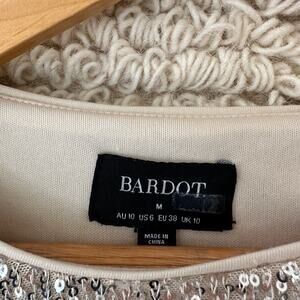 BARDOT
M
AU 10 US 6 EU 38 UK 10
MADE IN
CHINA